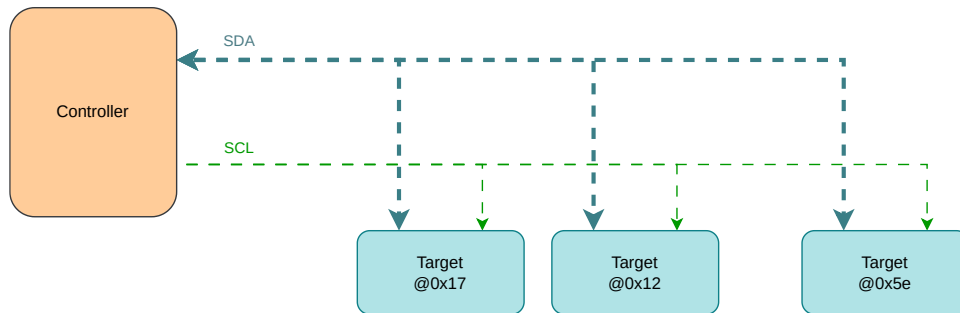 SDA
Controller
SCL
Target
@0x17
Target
@0x12
Target
@0x5e